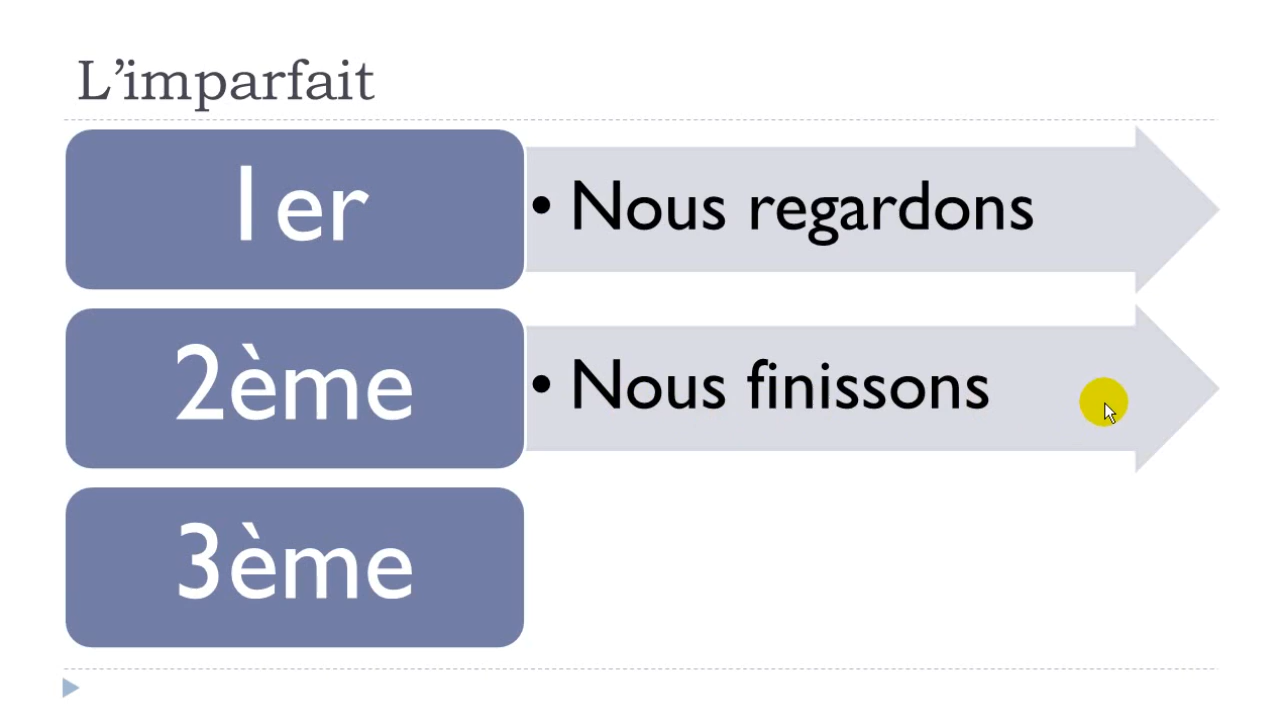 L’imparfait
1er
• Nous regardons
2ème
• Nous finissons
3ème